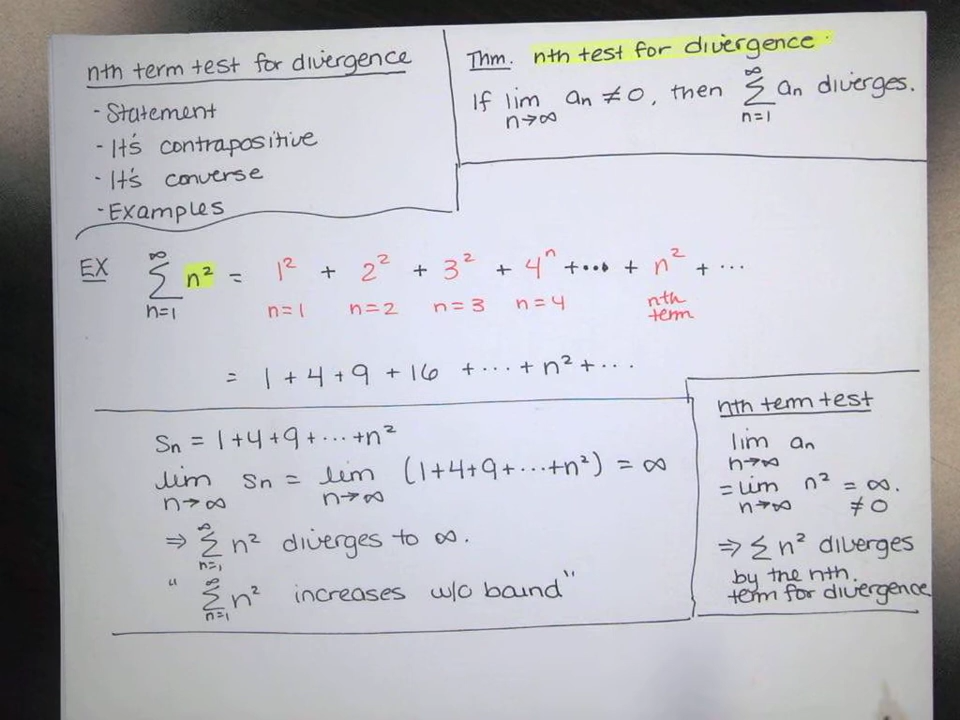 nth term test for divergence
- Statement
- It's contrapositive
- It's converse
- Examples
Thm. nth test for divergence.
If lim n→∞ an ≠ 0, then ∞ ∑ n=1 an diverges.
EX ∞ ∑ n=1 n² = 1² + 2² + 3² + 4ⁿ + ... + n² + ...
n=1 n=2 n=3 n=4 nth term
= 1 + 4 + 9 + 16 + ... + n² + ...
Sn = 1+4+9+...+n²
lim n→∞ Sn = lim n→∞ (1+4+9+...+n²) = ∞
⇒ ∞ ∑ n=1 n² diverges to ∞.
" ∞ ∑ n=1 n² increases w/o bound"
nth term test
lim n→∞ an
= lim n→∞ n² = ∞.
≠ 0
⇒ ∑ n² diverges
by the nth.
term for divergence